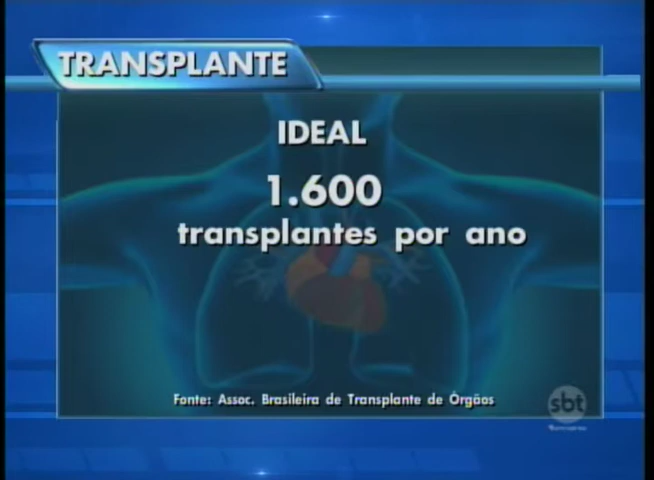 TRANSPLANTE
IDEAL
1.600
transplantes por ano
Fonte: Assoc. Brasileira de Transplante de Órgãos
sbt